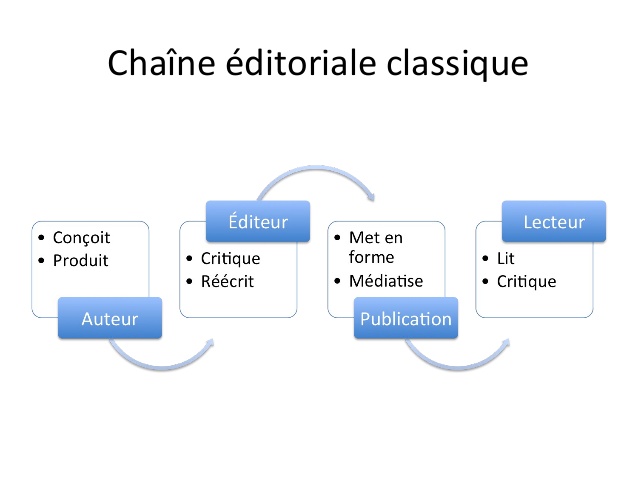 Chaîne éditoriale classique
• Conçoit
• Produit
Auteur
Éditeur
• Critique
• Réécrit
• Met en
forme
• Médiatise
Publication
Lecteur
• Lit
• Critique